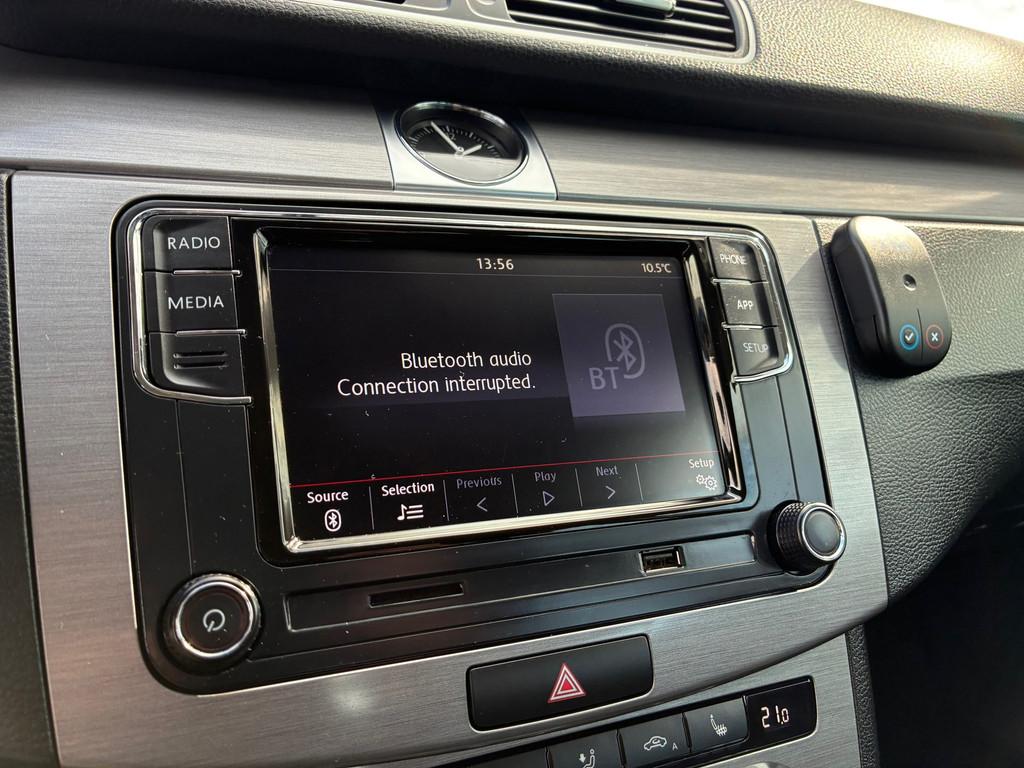 RADIO
MEDIA
13:56
10.5°C
PHONE
APP
SETUP
Bluetooth audio
Connection interrupted.
BT
Source
Selection
Previous
Play
Next
Setup
A
21.0